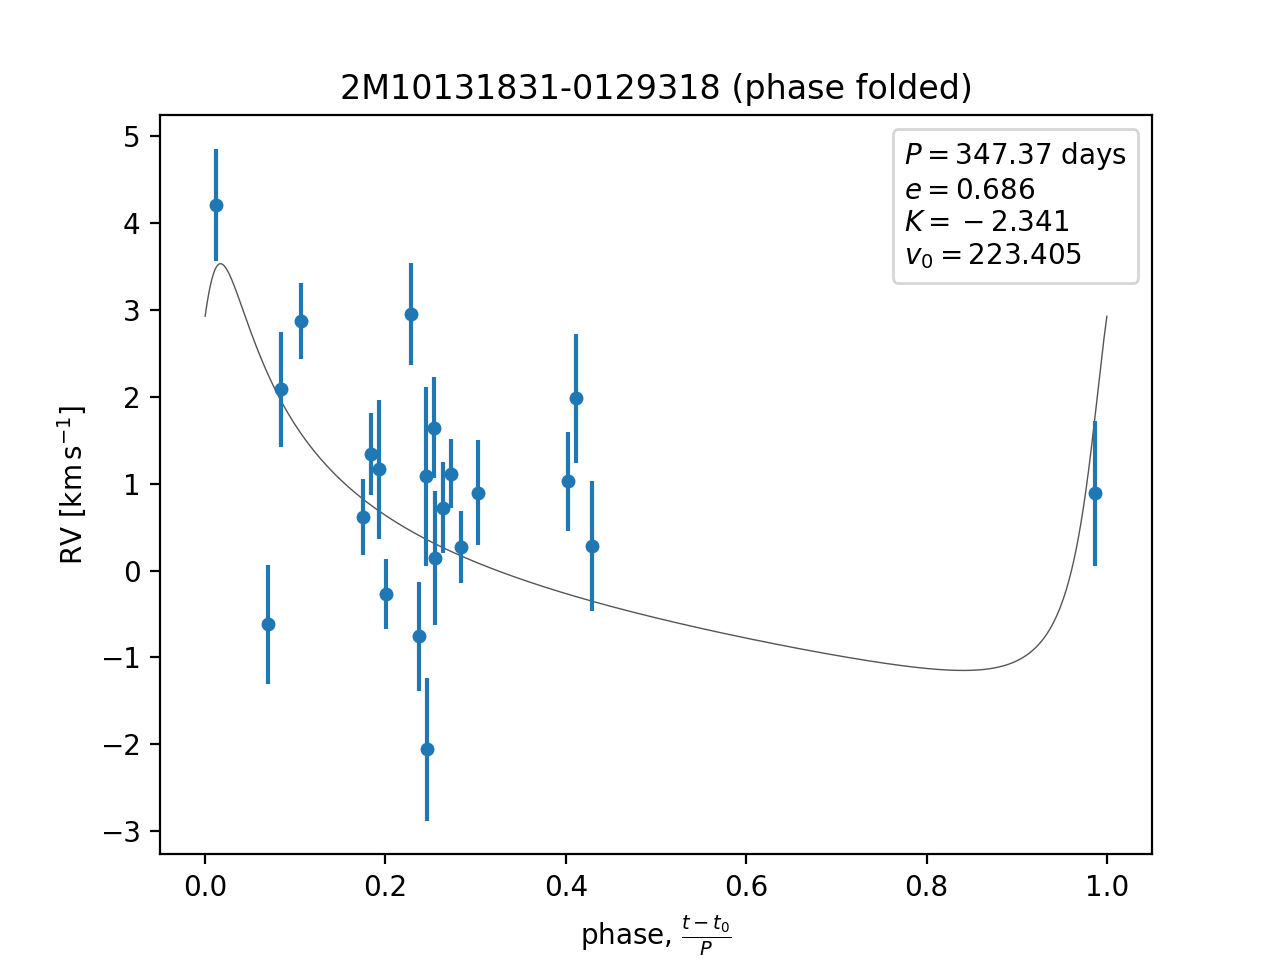 2M10131831-0129318 (phase folded)
P = 347.37 days
e = 0.686
K = −2.341
v₀ = 223.405
RV [km s⁻¹]
5
4
3
2
1
0
−1
−2
−3
0.0 0.2 0.4 0.6 0.8 1.0
phase, (t − t₀)/P